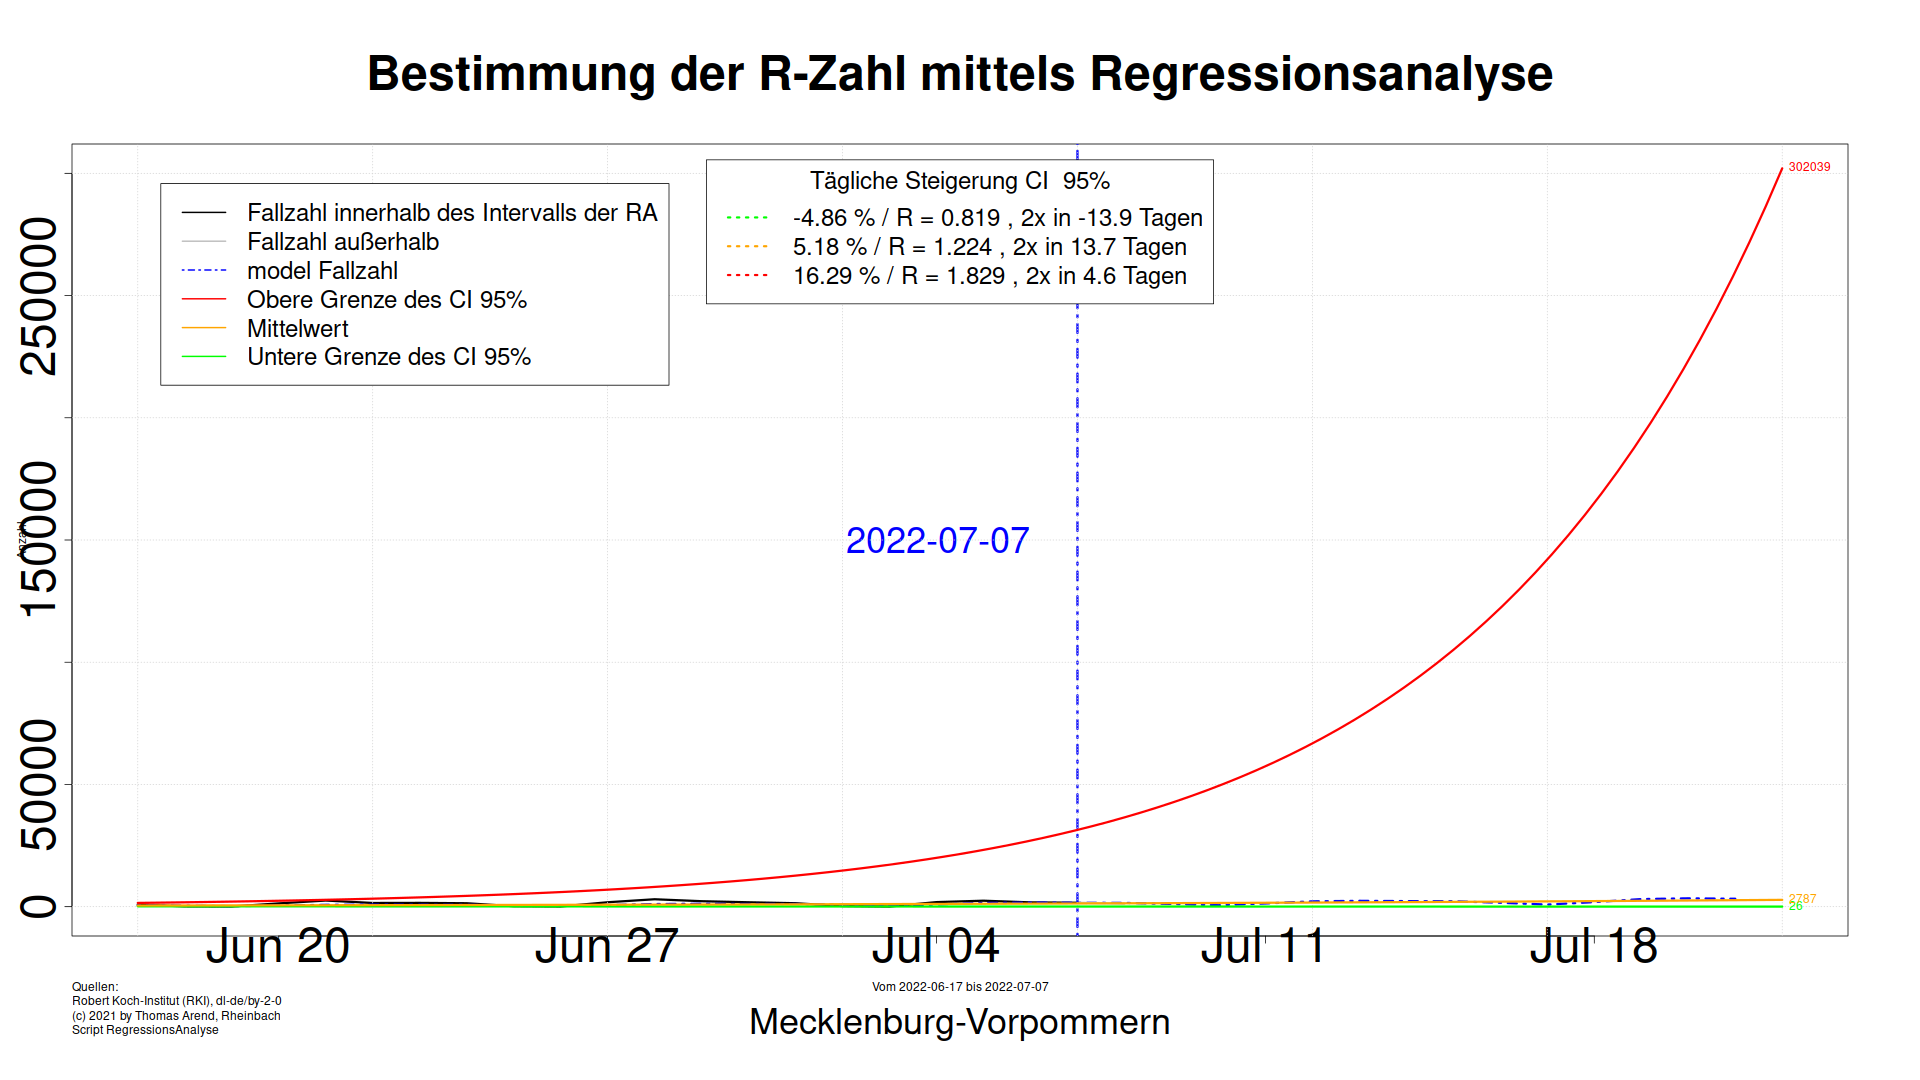 Bestimmung der R-Zahl mittels Regressionsanalyse
Fallzahl innerhalb des Intervalls der RA
Fallzahl außerhalb
model Fallzahl
Obere Grenze des CI 95%
Mittelwert
Untere Grenze des CI 95%
Tägliche Steigerung CI  95%
-4.86 % / R = 0.819 , 2x in -13.9 Tagen
5.18 % / R = 1.224 , 2x in 13.7 Tagen
16.29 % / R = 1.829 , 2x in 4.6 Tagen
302039
250000
150000
50000
0
Anzahl
2022-07-07
2787
26
Jun 20
Jun 27
Jul 04
Jul 11
Jul 18
Quellen:
Robert Koch-Institut (RKI), dl-de/by-2-0
(c) 2021 by Thomas Arend, Rheinbach
Script RegressionsAnalyse
Vom 2022-06-17 bis 2022-07-07
Mecklenburg-Vorpommern